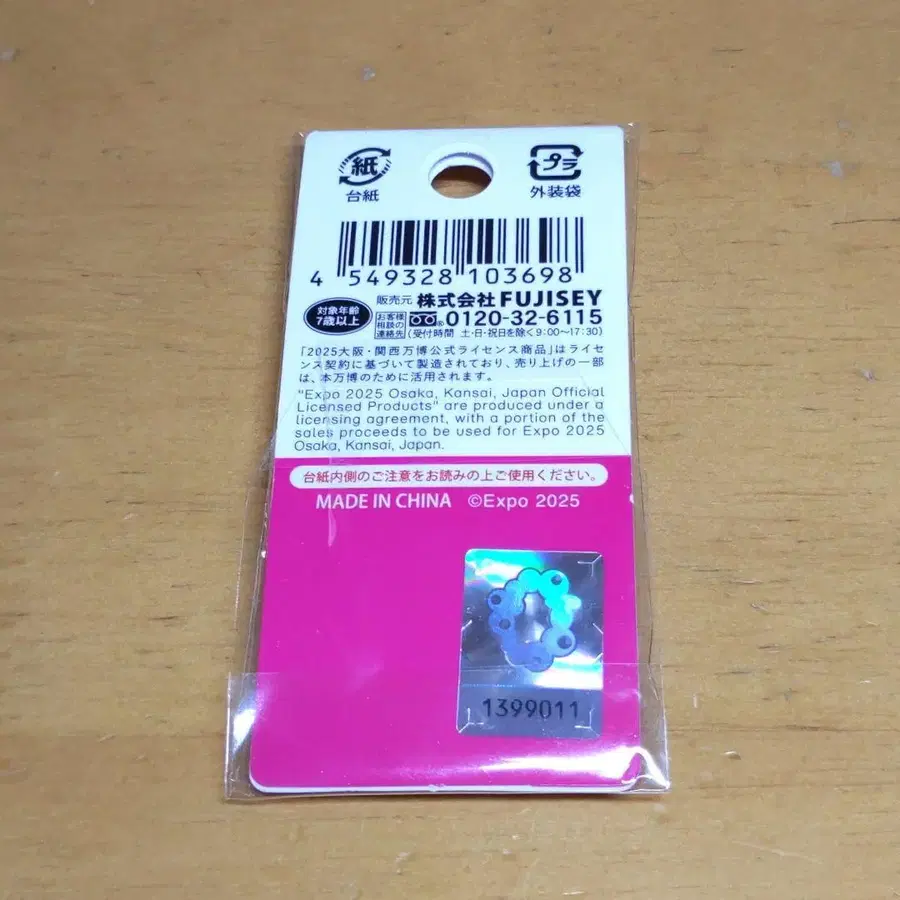 紙
台紙
プラ
外装袋
4 549328 103698
対象年齢
7歳以上
販売元 株式会社FUJISEY
お客様
相談の
連絡先
® 0120-32-6115
(受付時間 土・日・祝日を除く9:00〜17:30)
「2025大阪・関西万博公式ライセンス商品」はライセ
ンス契約に基づいて製造されており、売り上げの一部
は、本万博のために活用されます。
"Expo 2025 Osaka, Kansai, Japan Official
Licensed Products" are produced under a
licensing agreement, with a portion of the
sales proceeds to be used for Expo 2025
Osaka, Kansai, Japan.
台紙内側のご注意をお読みの上ご使用ください。
MADE IN CHINA ©Expo 2025
1399011